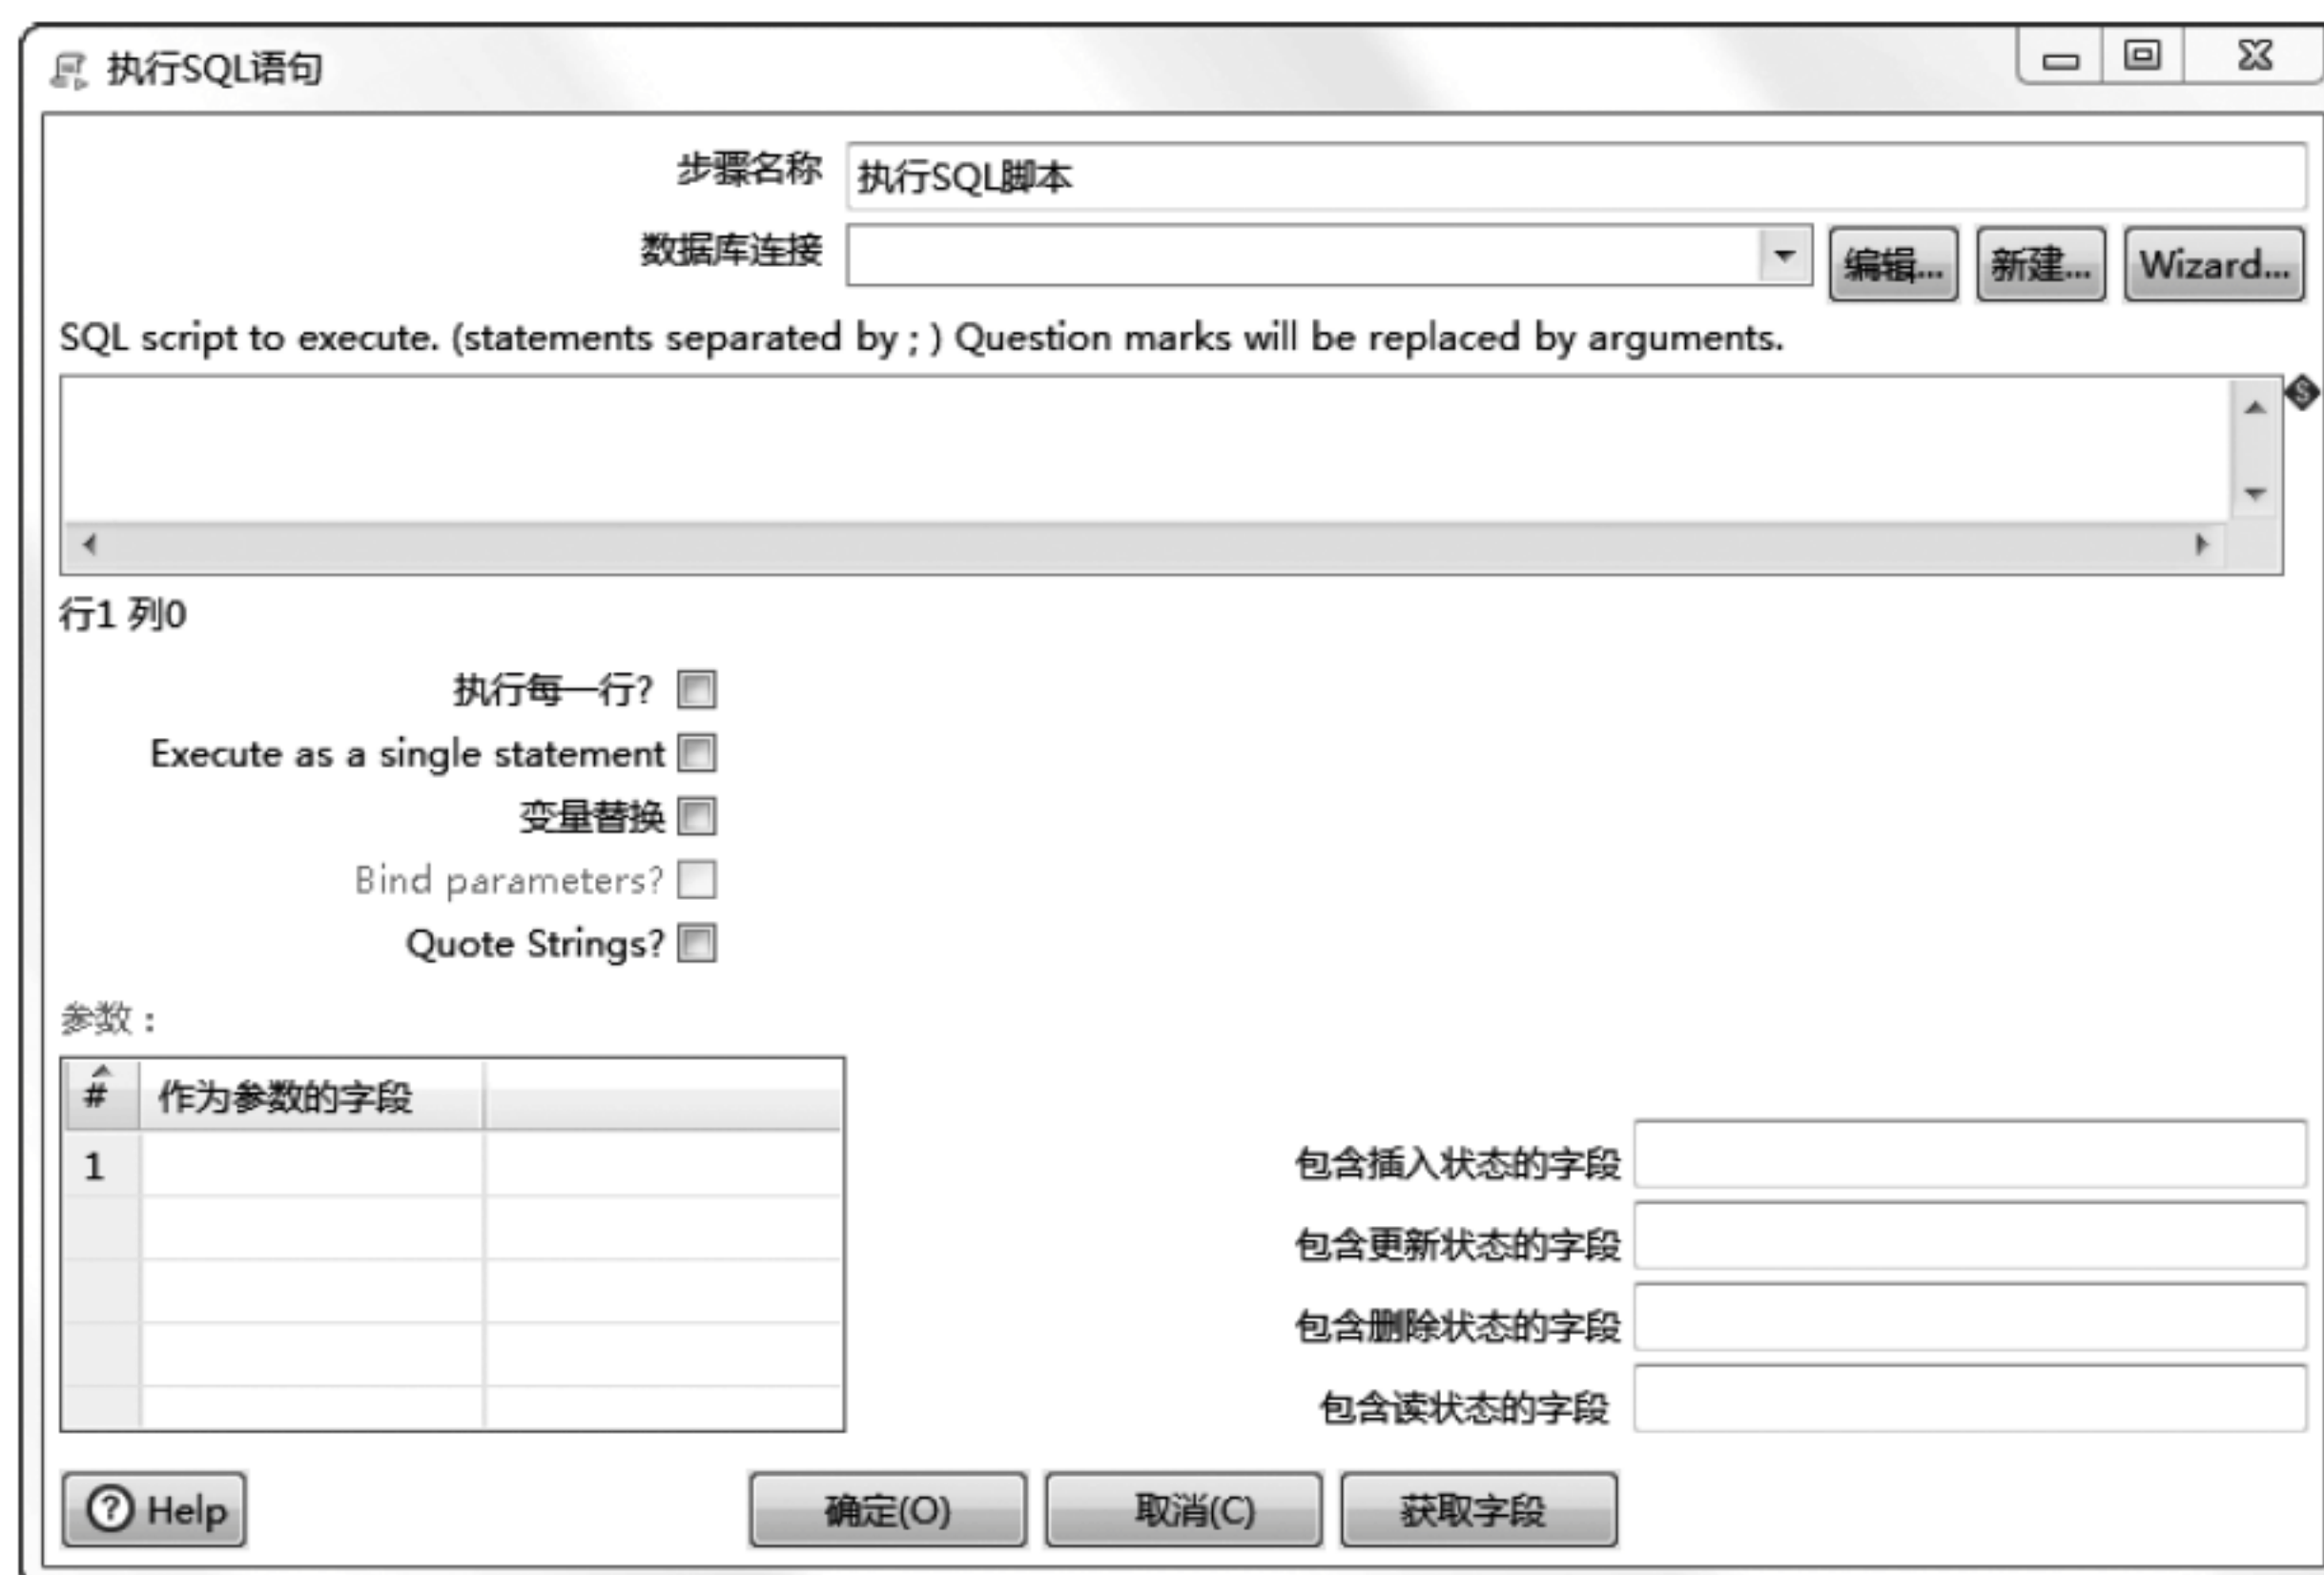 执行SQL语句
步骤名称 执行SQL脚本
数据库连接 编辑... 新建... Wizard...
SQL script to execute. (statements separated by ; ) Question marks will be replaced by arguments.
行1 列0
执行每一行?
Execute as a single statement
变量替换
Bind parameters?
Quote Strings?
参数：
# 作为参数的字段
1
包含插入状态的字段
包含更新状态的字段
包含删除状态的字段
包含读状态的字段
Help 确定(O) 取消(C) 获取字段